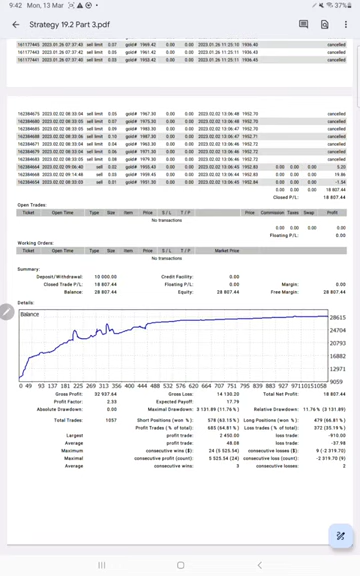 9:42 Mon, 13 Mar
37%
Strategy 19.2 Part 3.pdf
161177445 2023.01.26 07:37:43 sell limit 0.07 gold# 1969.42 0.00 0.00 2023.01.26 11:25:10 1936.40 cancelled
161177443 2023.01.26 07:37:42 sell limit 0.05 gold# 1961.42 0.00 0.00 2023.01.26 11:25:11 1936.43 cancelled
161177441 2023.01.26 07:37:41 sell limit 0.03 gold# 1953.42 0.00 0.00 2023.01.26 11:25:11 1936.45 cancelled
162384675 2023.02.02 08:33:04 sell limit 0.05 gold# 1967.30 0.00 0.00 2023.02.02 13:06:48 1952.70 cancelled
2023.02.02 08:33:05 sell limit 0.07 gold# 1975.30 0.00 0.00 2023.02.02 13:06:48 1952.70 cancelled
2023.02.02 08:33:05 sell limit 0.09 gold# 1983.30 0.00 0.00 2023.02.02 13:06:47 1952.70 cancelled
2023.02.02 08:33:06 sell limit 0.10 gold# 1987.30 0.00 0.00 2023.02.02 13:06:47 1952.71 cancelled
2023.02.02 08:33:04 sell limit 0.04 gold# 1963.30 0.00 0.00 2023.02.02 13:06:46 1952.72 cancelled
2023.02.02 08:33:05 sell limit 0.06 gold# 1971.30 0.00 0.00 2023.02.02 13:06:46 1952.72 cancelled
2023.02.02 08:33:05 sell limit 0.08 gold# 1979.30 0.00 0.00 2023.02.02 13:06:46 1952.72 cancelled
2023.02.02 09:06:40 sell 0.02 gold# 1955.43 0.00 0.00 2023.02.02 13:06:45 1952.83 0.00 0.00 0.00 5.20
2023.02.02 09:14:48 sell 0.03 gold# 1959.45 0.00 0.00 2023.02.02 13:06:44 1952.83 0.00 0.00 0.00 19.86
162384654 2023.02.02 08:33:03 sell 0.01 gold# 1951.30 0.00 0.00 2023.02.02 13:06:45 1952.84 0.00 0.00 0.00 -1.54
0.00 0.00 0.00 18 807.44
Closed P/L: 18 807.44
Open Trades:
Ticket Open Time Type Size Item Price S / L T / P Price Commission Taxes Swap Profit
No transactions
0.00 0.00 0.00 0.00
Floating P/L: 0.00
Working Orders:
Ticket Open Time Type Size Item Price S / L T / P Market Price
No transactions
Summary:
Deposit/Withdrawal: 10 000.00 Credit Facility: 0.00
Closed Trade P/L: 18 807.44 Floating P/L: 0.00 Margin: 0.00
Balance: 28 807.44 Equity: 28 807.44 Free Margin: 28 807.44
Details:
Balance
28615
24704
20793
16882
12971
9059
0 49 93 137 181 225 269 313 356 400 444 488 532 576 620 664 707 751 795 839 883 927 971 1015 1058
Gross Profit: 32 937.64 Gross Loss: 14 130.20 Total Net Profit: 18 807.44
Profit Factor: 2.33 Expected Payoff: 17.79
Absolute Drawdown: 0.00 Maximal Drawdown: 3 131.89 (11.76 %) Relative Drawdown: 11.76 % (3 131.89)
Total Trades: 1057 Short Positions (won %): 578 (63.15 %) Long Positions (won %): 479 (66.81 %)
Profit Trades (% of total): 685 (64.81 %) Loss trades (% of total): 372 (35.19 %)
Largest profit trade: 2 450.00 loss trade: -910.00
Average profit trade: 48.08 loss trade: -37.98
Maximum consecutive wins ($): 24 (5 525.54) consecutive losses ($): 9 (-2 319.70)
Maximal consecutive profit (count): 5 525.54 (24) consecutive loss (count): -2 319.70 (9)
Average consecutive wins: 3 consecutive losses: 2